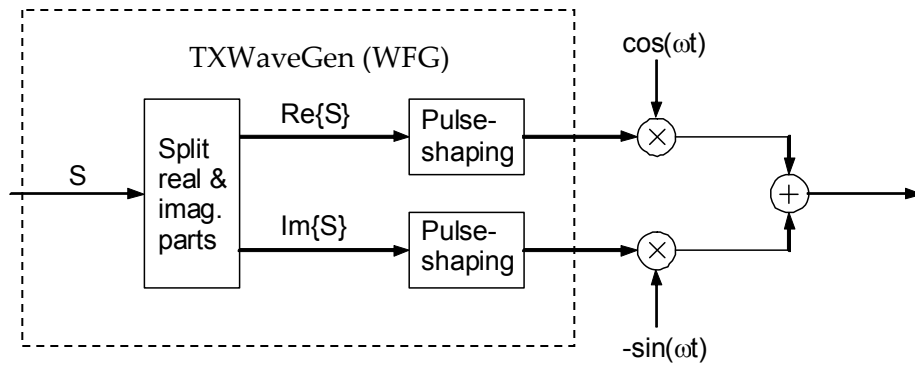 TXWaveGen (WFG)
cos(ωt)
S
Split
real &
imag.
parts
Re{S}
Pulse-
shaping
×
+
Im{S}
Pulse-
shaping
×
-sin(ωt)